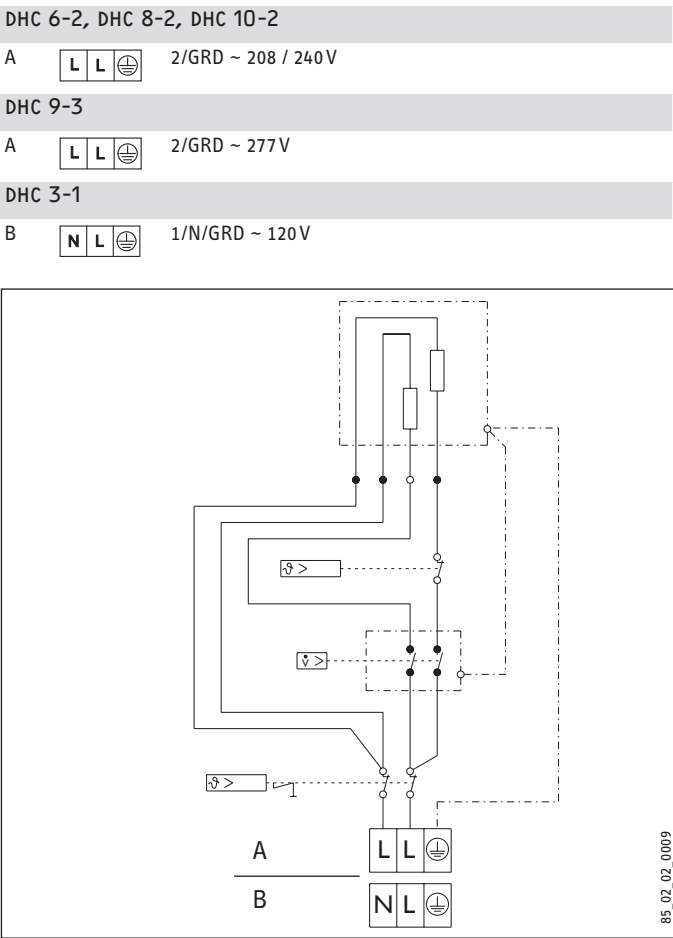 DHC 6-2, DHC 8-2, DHC 10-2
A L L 2/GRD ~ 208 / 240 V
DHC 9-3
A L L 2/GRD ~ 277 V
DHC 3-1
B N L 1/N/GRD ~ 120 V
ϑ >
v̇ >
ϑ >
A L L
B N L
85_02_02_0009